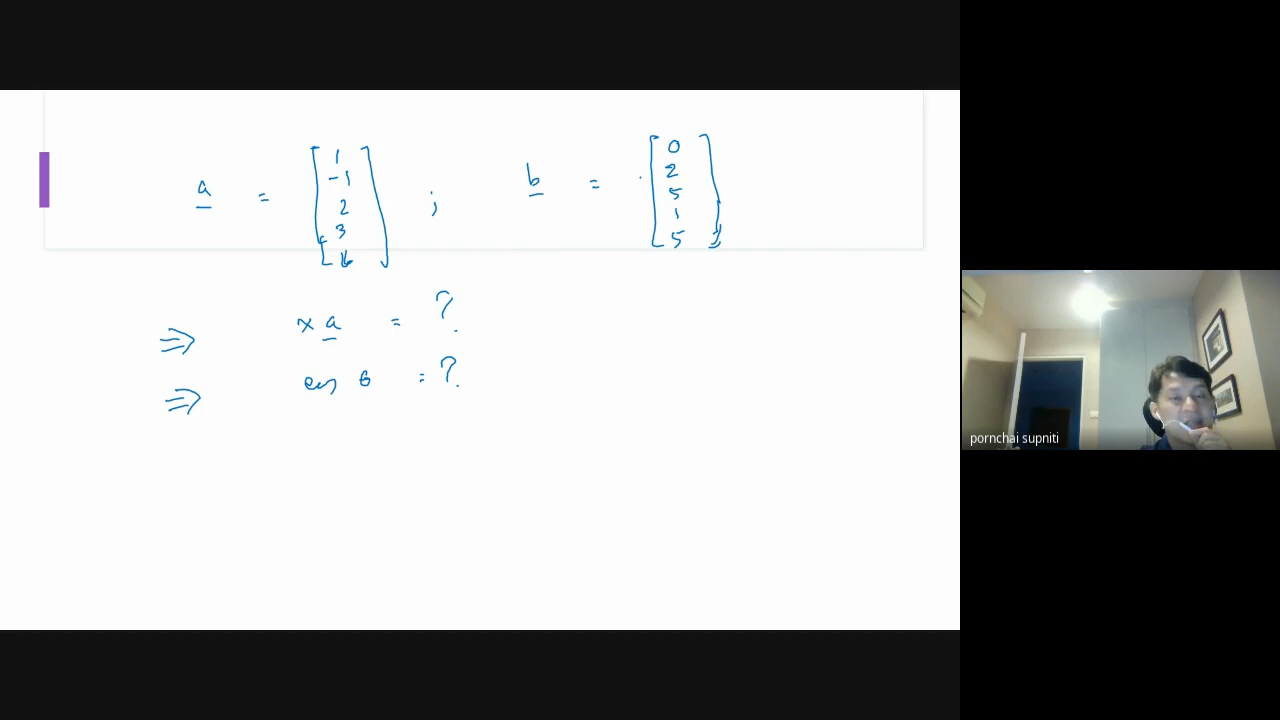 a = [1 -1 2 3 6] ; b = [0 2 5 1 5]
⇒ x a = ?
⇒ cos θ = ?
pornchai supniti